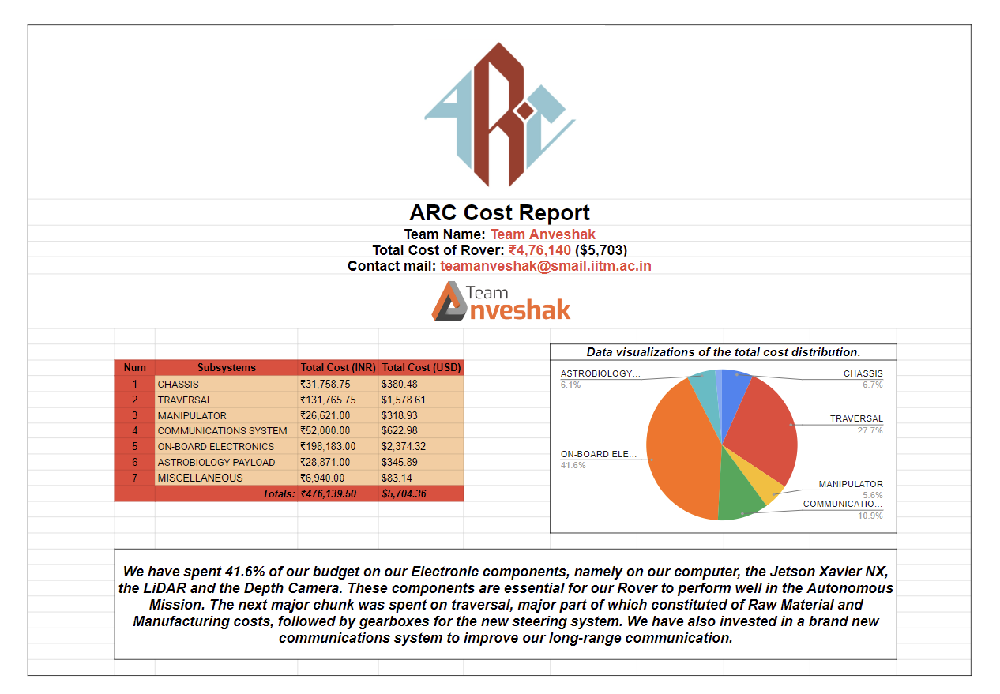 ARC
ARC Cost Report
Team Name: Team Anveshak
Total Cost of Rover: ₹4,76,140 ($5,703)
Contact mail: teamanveshak@smail.iitm.ac.in
Team
Anveshak
Num Subsystems Total Cost (INR) Total Cost (USD)
1 CHASSIS ₹31,758.75 $380.48
2 TRAVERSAL ₹131,765.75 $1,578.61
3 MANIPULATOR ₹26,621.00 $318.93
4 COMMUNICATIONS SYSTEM ₹52,000.00 $622.98
5 ON-BOARD ELECTRONICS ₹198,183.00 $2,374.32
6 ASTROBIOLOGY PAYLOAD ₹28,871.00 $345.89
7 MISCELLANEOUS ₹6,940.00 $83.14
Totals: ₹476,139.50 $5,704.36
Data visualizations of the total cost distribution.
ASTROBIOLOGY...
6.1%
ON-BOARD ELE...
41.6%
CHASSIS
6.7%
TRAVERSAL
27.7%
MANIPULATOR
5.6%
COMMUNICATIO...
10.9%
We have spent 41.6% of our budget on our Electronic components, namely on our computer, the Jetson Xavier NX,
the LiDAR and the Depth Camera. These components are essential for our Rover to perform well in the Autonomous
Mission. The next major chunk was spent on traversal, major part of which constituted of Raw Material and
Manufacturing costs, followed by gearboxes for the new steering system. We have also invested in a brand new
communications system to improve our long-range communication.